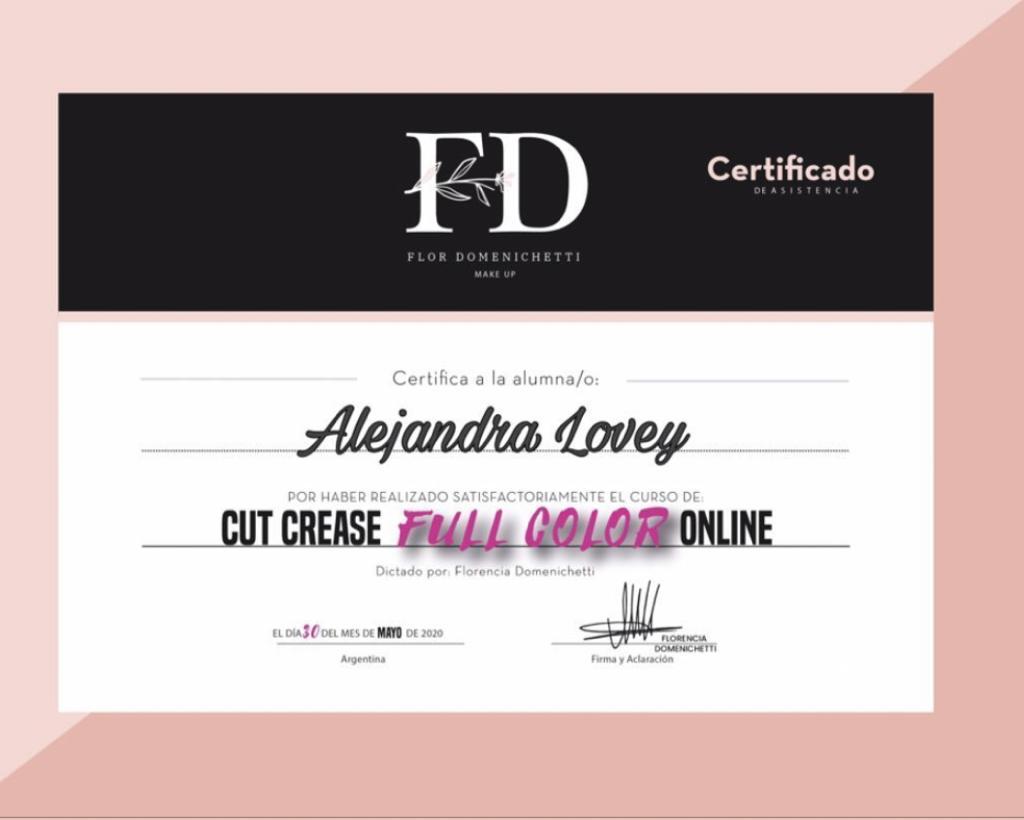 FD
FLOR DOMENICHETTI
MAKE UP
Certificado
DE ASISTENCIA
Certifica a la alumna/o:
Alejandra Lovey
POR HABER REALIZADO SATISFACTORIAMENTE EL CURSO DE:
CUT CREASE FULL COLOR ONLINE
Dictado por: Florencia Domenichetti
EL DÍA 30 DEL MES DE MAYO DE 2020
Argentina
FLORENCIA
DOMENICHETTI
Firma y Aclaración